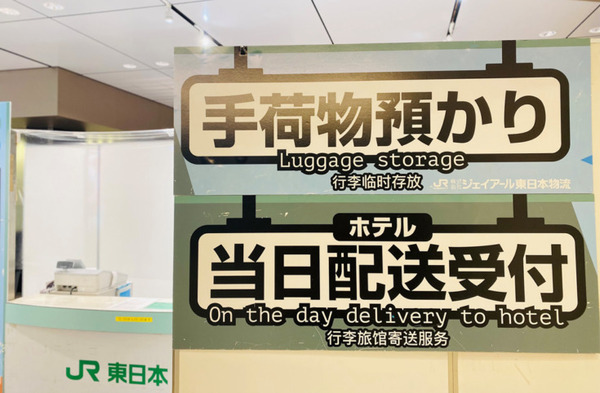 手荷物預かり
Luggage storage
行李临时存放
JR 株式会社 ジェイアール東日本物流
ホテル
当日配送受付
On the day delivery to hotel
行李旅馆寄送服务
JR 東日本